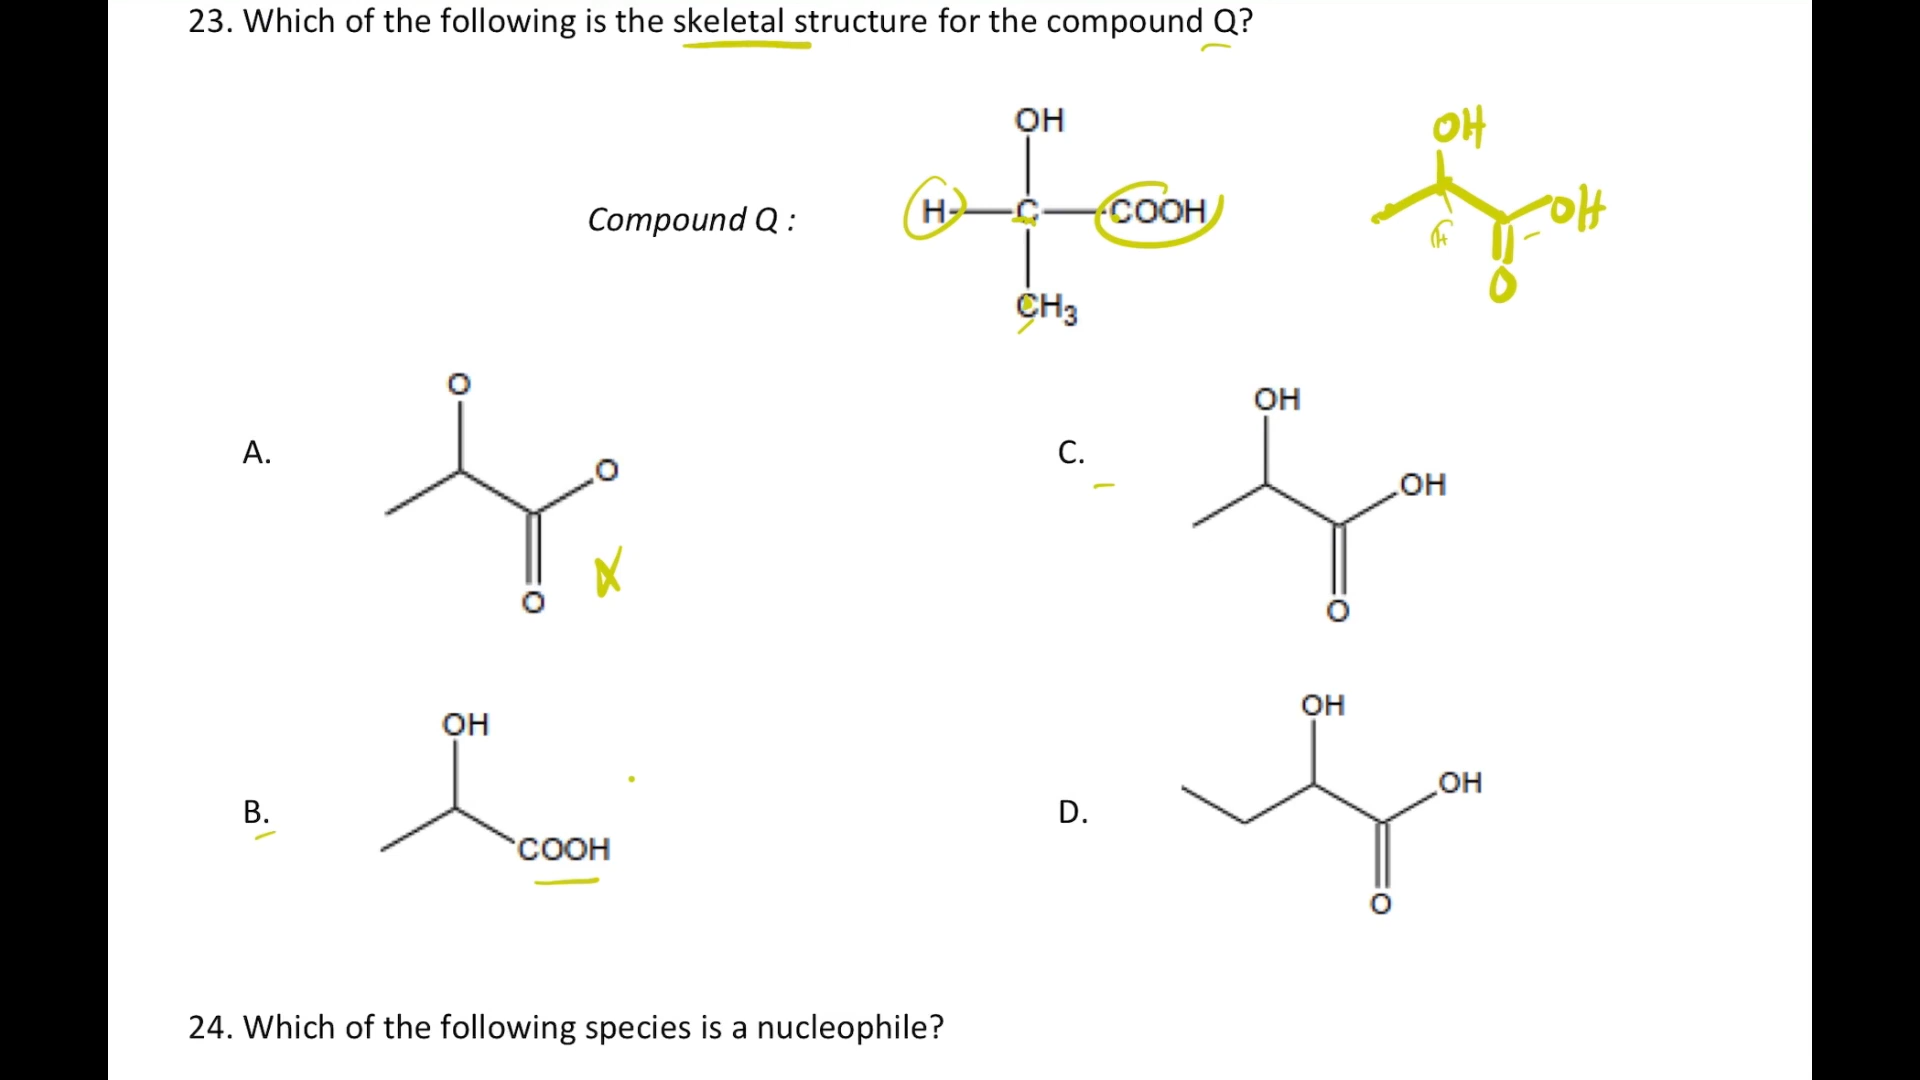 23. Which of the following is the skeletal structure for the compound Q?
OH
OH
Compound Q :
H
C
COOH
OH
H
CH3
O
O
OH
A.
C.
O
OH
O
O
OH
OH
B.
D.
OH
COOH
O
24. Which of the following species is a nucleophile?